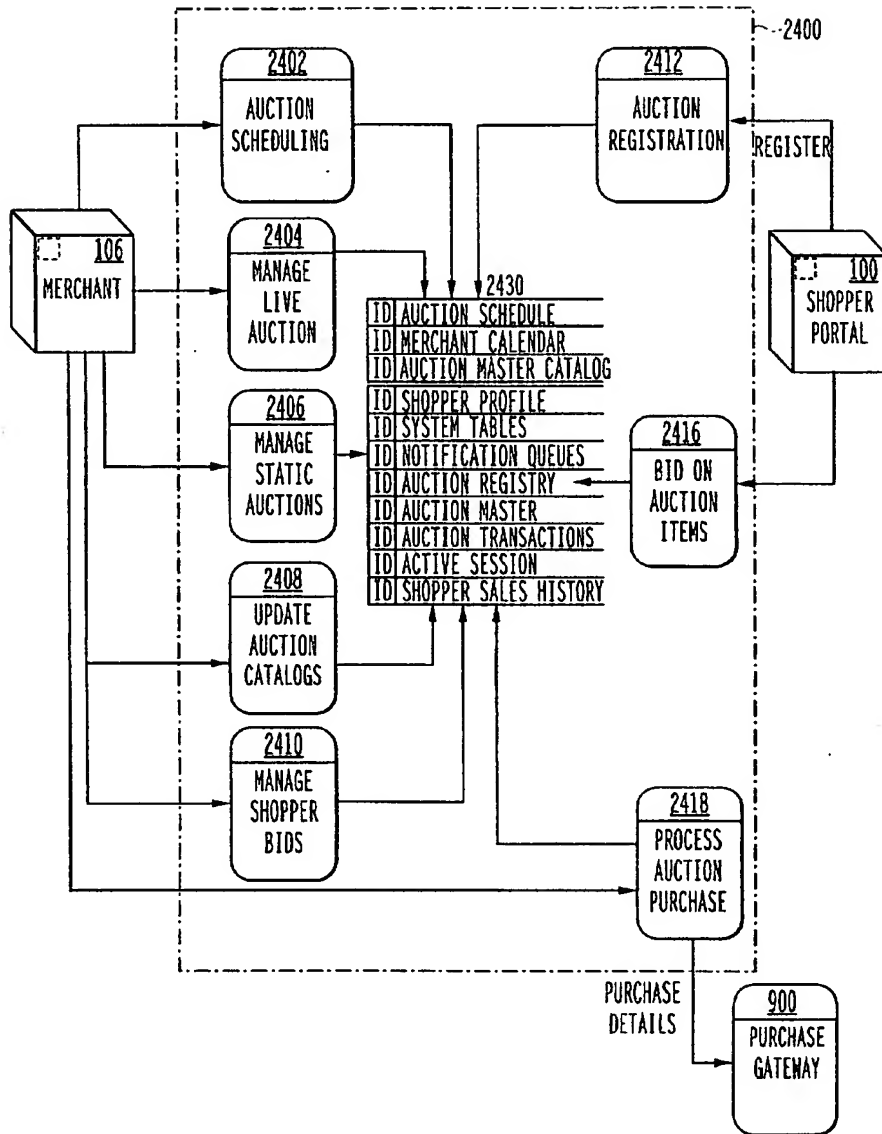 2400
2402
AUCTION
SCHEDULING
2412
AUCTION
REGISTRATION
REGISTER
106
MERCHANT
2404
MANAGE
LIVE
AUCTION
100
SHOPPER
PORTAL
2430
ID AUCTION SCHEDULE
ID MERCHANT CALENDAR
ID AUCTION MASTER CATALOG
ID SHOPPER PROFILE
ID SYSTEM TABLES
ID NOTIFICATION QUEUES
ID AUCTION REGISTRY
ID AUCTION MASTER
ID AUCTION TRANSACTIONS
ID ACTIVE SESSION
ID SHOPPER SALES HISTORY
2406
MANAGE
STATIC
AUCTIONS
2416
BID ON
AUCTION
ITEMS
2408
UPDATE
AUCTION
CATALOGS
2410
MANAGE
SHOPPER
BIDS
2418
PROCESS
AUCTION
PURCHASE
PURCHASE
DETAILS
900
PURCHASE
GATEWAY